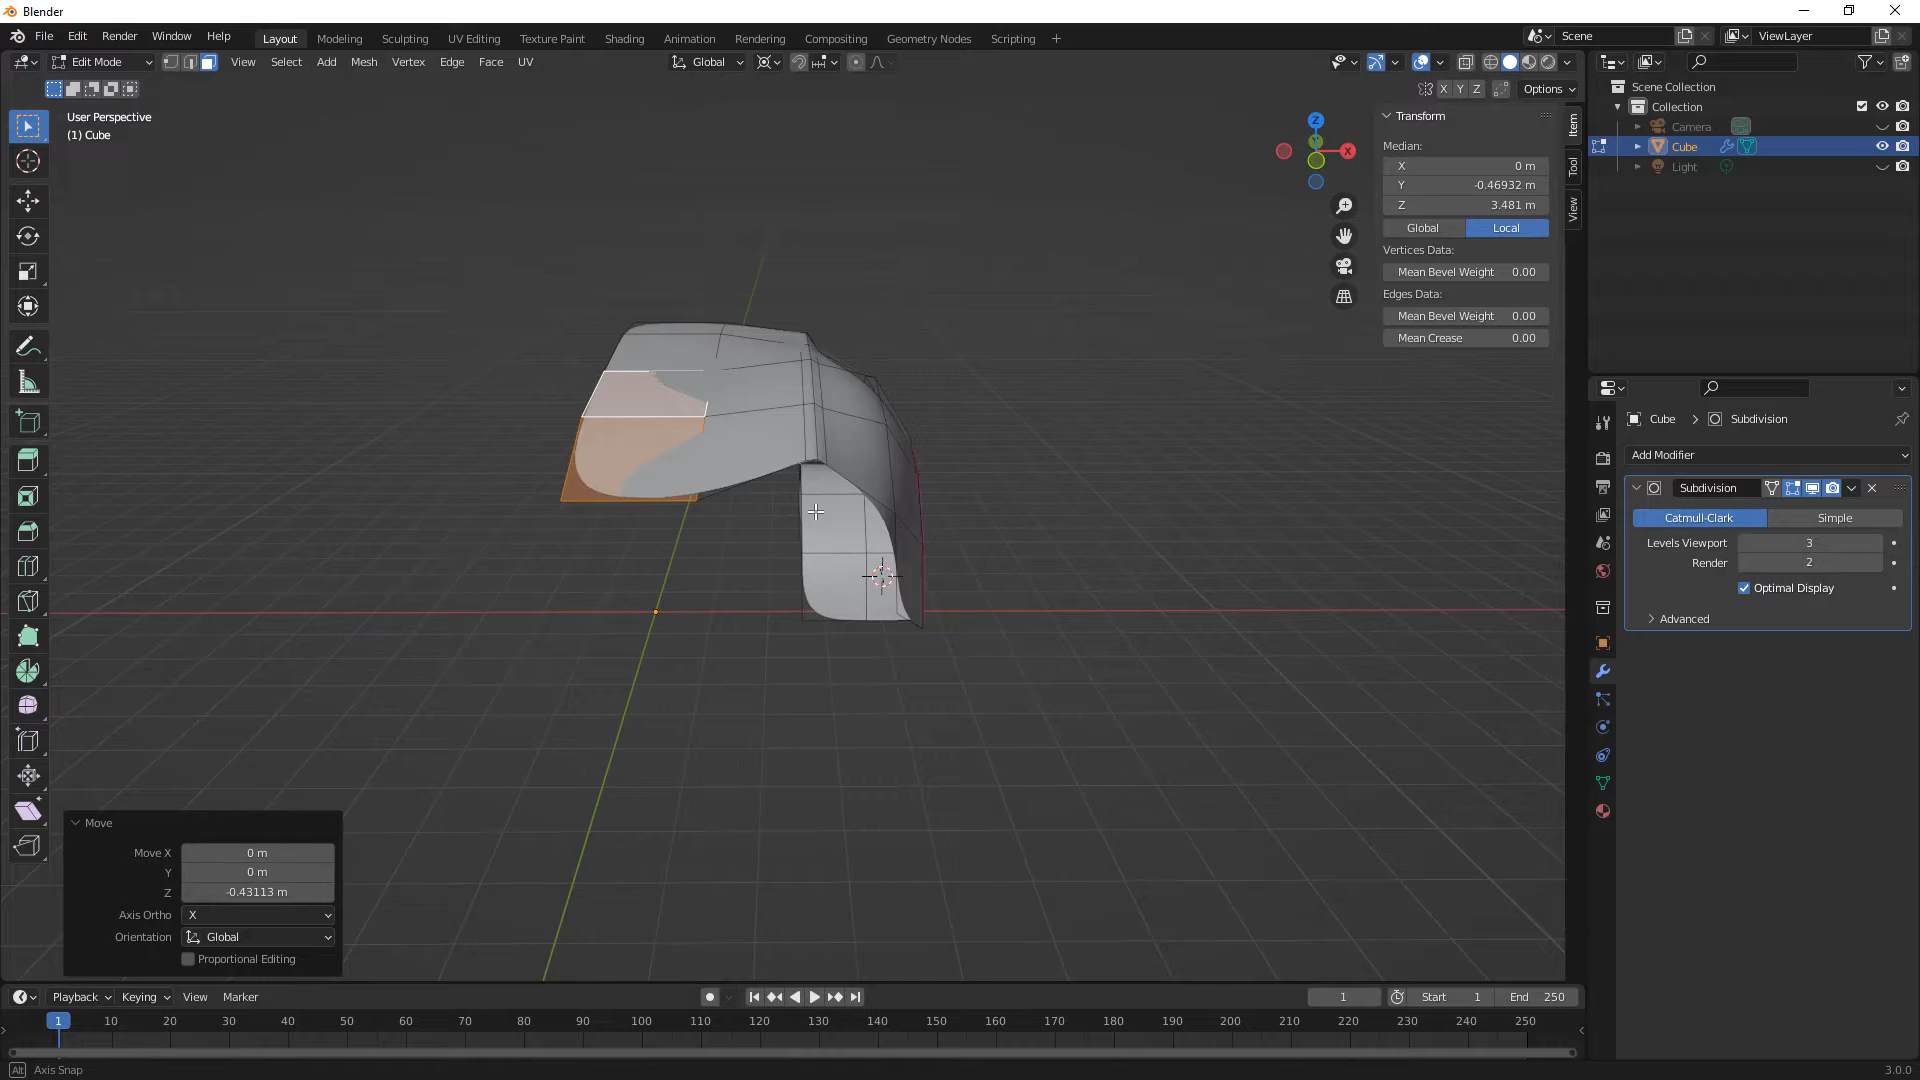 Blender
File Edit Render Window Help
Layout Modeling Sculpting UV Editing Texture Paint Shading Animation Rendering Compositing Geometry Nodes Scripting +
Scene
ViewLayer
Edit Mode
View Select Add Mesh Vertex Edge Face UV
Global
X Y Z
Options
User Perspective
(1) Cube
Z
X
Transform
Median:
X 0 m
Y -0.46932 m
Z 3.481 m
Global Local
Vertices Data:
Mean Bevel Weight 0.00
Edges Data:
Mean Bevel Weight 0.00
Mean Crease 0.00
Item
Tool
View
Scene Collection
Collection
Camera
Cube
Light
Cube > Subdivision
Add Modifier
Subdivision
Catmull-Clark Simple
Levels Viewport 3
Render 2
Optimal Display
Advanced
Move
Move X 0 m
Y 0 m
Z -0.43113 m
Axis Ortho X
Orientation Global
Proportional Editing
Playback Keying View Marker
1
Start 1
End 250
1 10 20 30 40 50 60 70 80 90 100 110 120 130 140 150 160 170 180 190 200 210 220 230 240 250
Alt Axis Snap
3.0.0